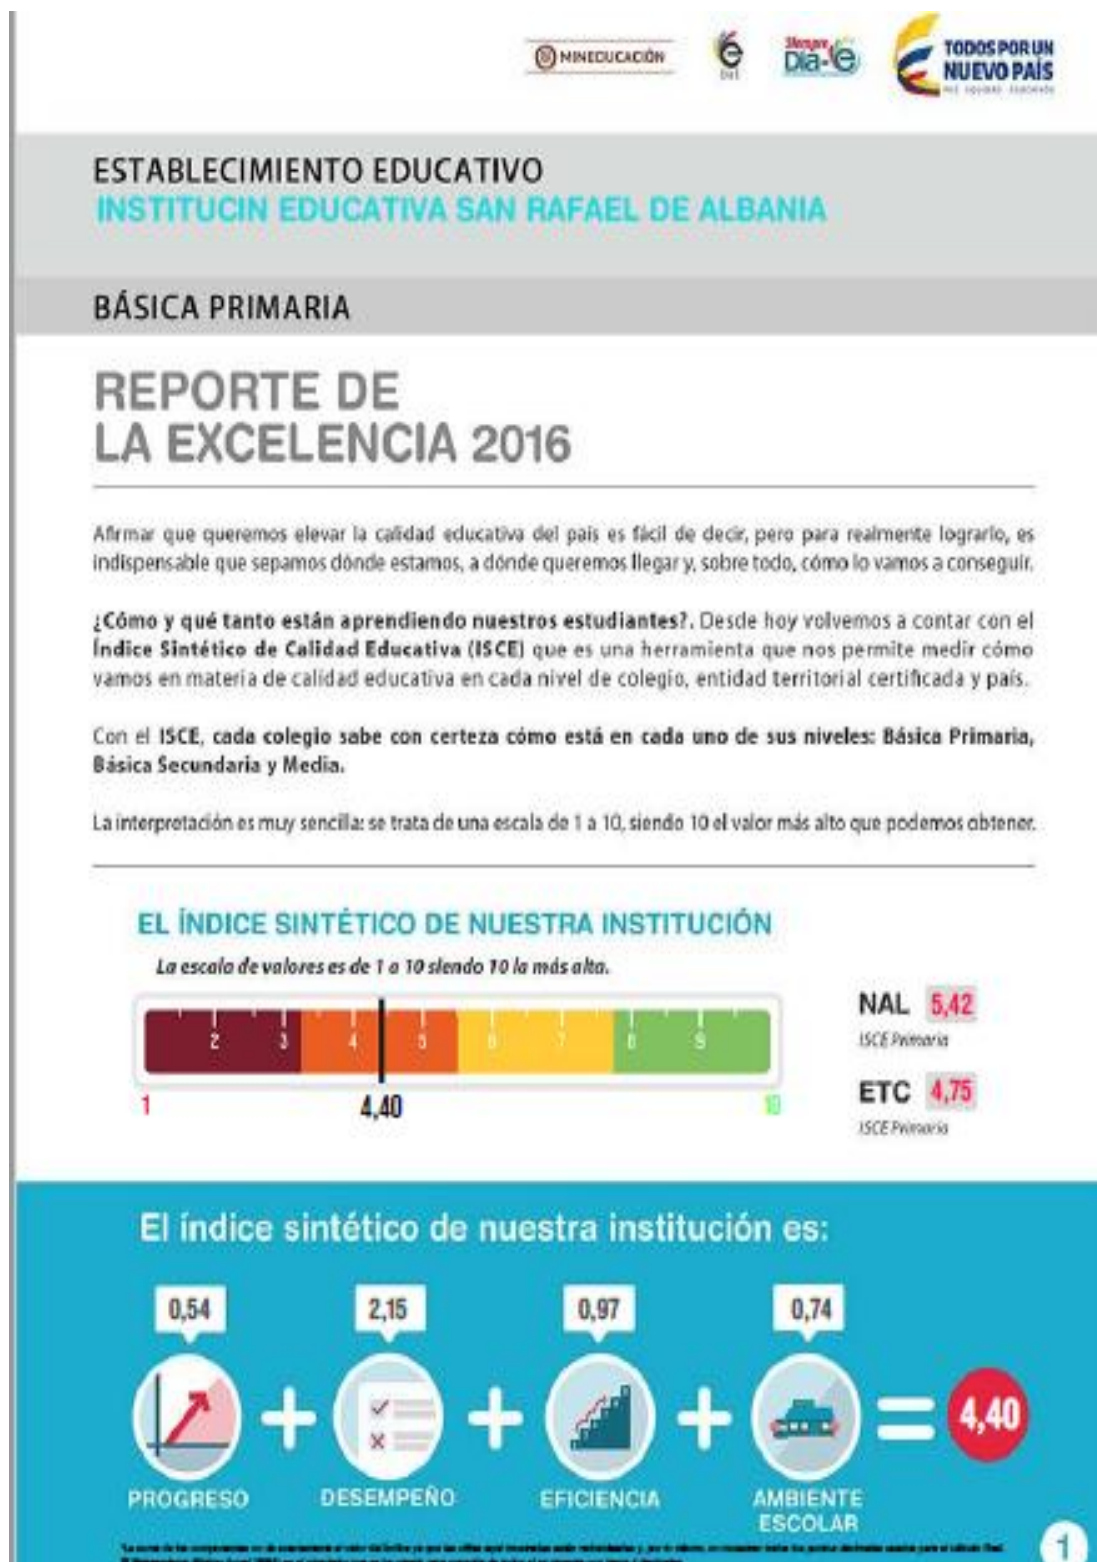 MINEDUCACIÓN
Siempre
Día-e
TODOS POR UN
NUEVO PAÍS
PAZ EQUIDAD EDUCACIÓN
ESTABLECIMIENTO EDUCATIVO
INSTITUCIN EDUCATIVA SAN RAFAEL DE ALBANIA
BÁSICA PRIMARIA
REPORTE DE
LA EXCELENCIA 2016
Afirmar que queremos elevar la calidad educativa del país es fácil de decir, pero para realmente lograrlo, es
indispensable que sepamos dónde estamos, a dónde queremos llegar y, sobre todo, cómo lo vamos a conseguir.
¿Cómo y qué tanto están aprendiendo nuestros estudiantes?. Desde hoy volvemos a contar con el
Índice Sintético de Calidad Educativa (ISCE) que es una herramienta que nos permite medir cómo
vamos en materia de calidad educativa en cada nivel de colegio, entidad territorial certificada y país.
Con el ISCE, cada colegio sabe con certeza cómo está en cada uno de sus niveles: Básica Primaria,
Básica Secundaria y Media.
La interpretación es muy sencilla: se trata de una escala de 1 a 10, siendo 10 el valor más alto que podemos obtener.
EL ÍNDICE SINTÉTICO DE NUESTRA INSTITUCIÓN
La escala de valores es de 1 a 10 siendo 10 la más alta.
2 3 4 5 6 7 8 9
1 4,40 10
NAL 5,42
ISCE Primaria
ETC 4,75
ISCE Primaria
El índice sintético de nuestra institución es:
0,54 2,15 0,97 0,74
+ + + = 4,40
PROGRESO DESEMPEÑO EFICIENCIA AMBIENTE
ESCOLAR
1